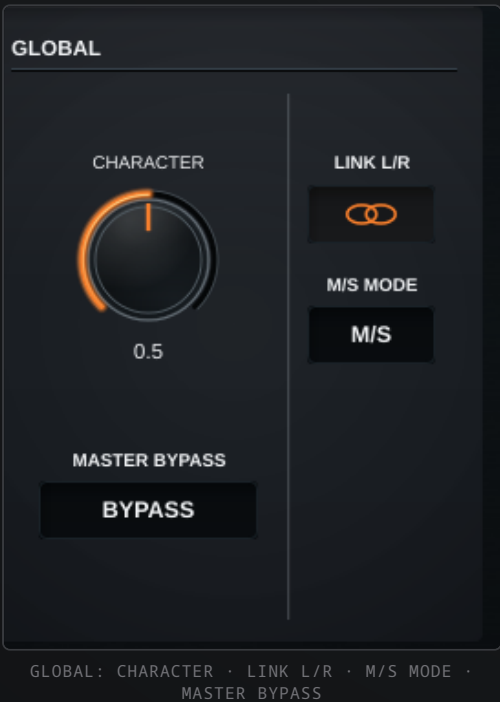 GLOBAL
CHARACTER
0.5
MASTER BYPASS
BYPASS
LINK L/R
M/S MODE
M/S
GLOBAL: CHARACTER · LINK L/R · M/S MODE ·
MASTER BYPASS